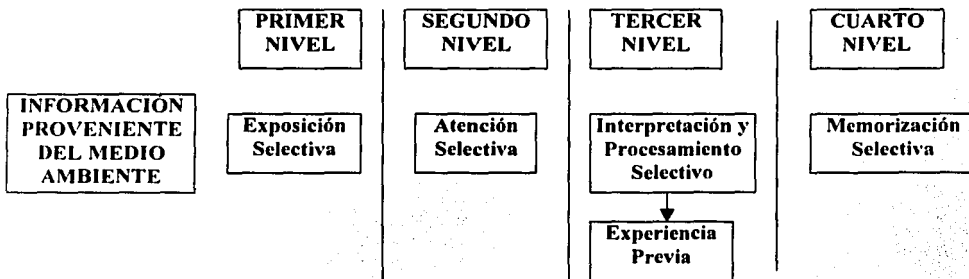 PRIMER
NIVEL
SEGUNDO
NIVEL
TERCER
NIVEL
CUARTO
NIVEL
INFORMACIÓN
PROVENIENTE
DEL MEDIO
AMBIENTE
Exposición
Selectiva
Atención
Selectiva
Interpretación y
Procesamiento
Selectivo
Memorización
Selectiva
Experiencia
Previa